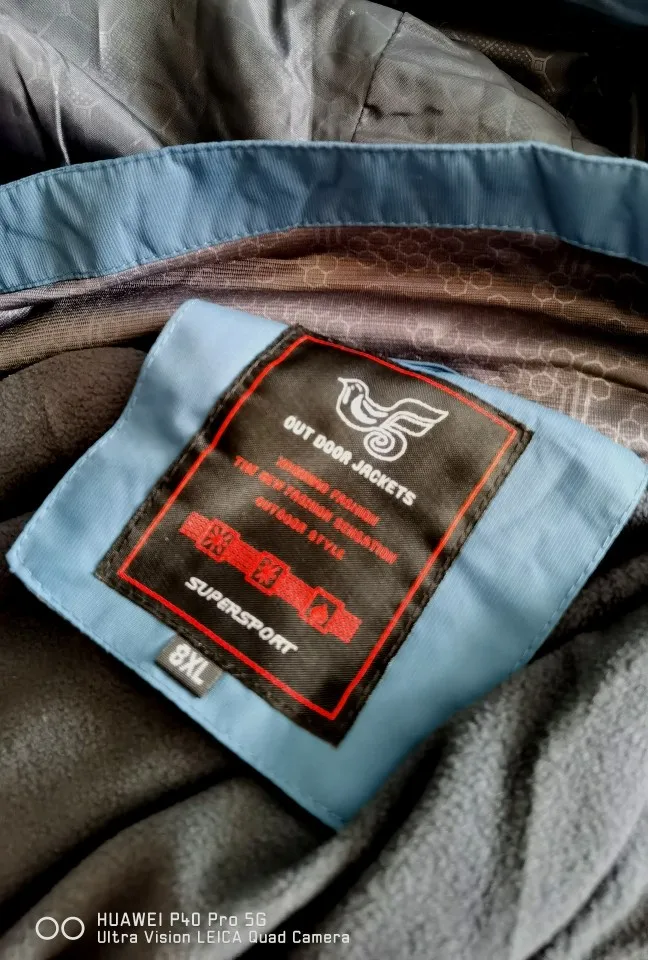 OUT DOOR JACKETS
FASHION
THE NEW FASHION SENSATION
OUTDOOR STYLE
SUPERSPORT
8XL
HUAWEI P40 Pro 5G
Ultra Vision LEICA Quad Camera